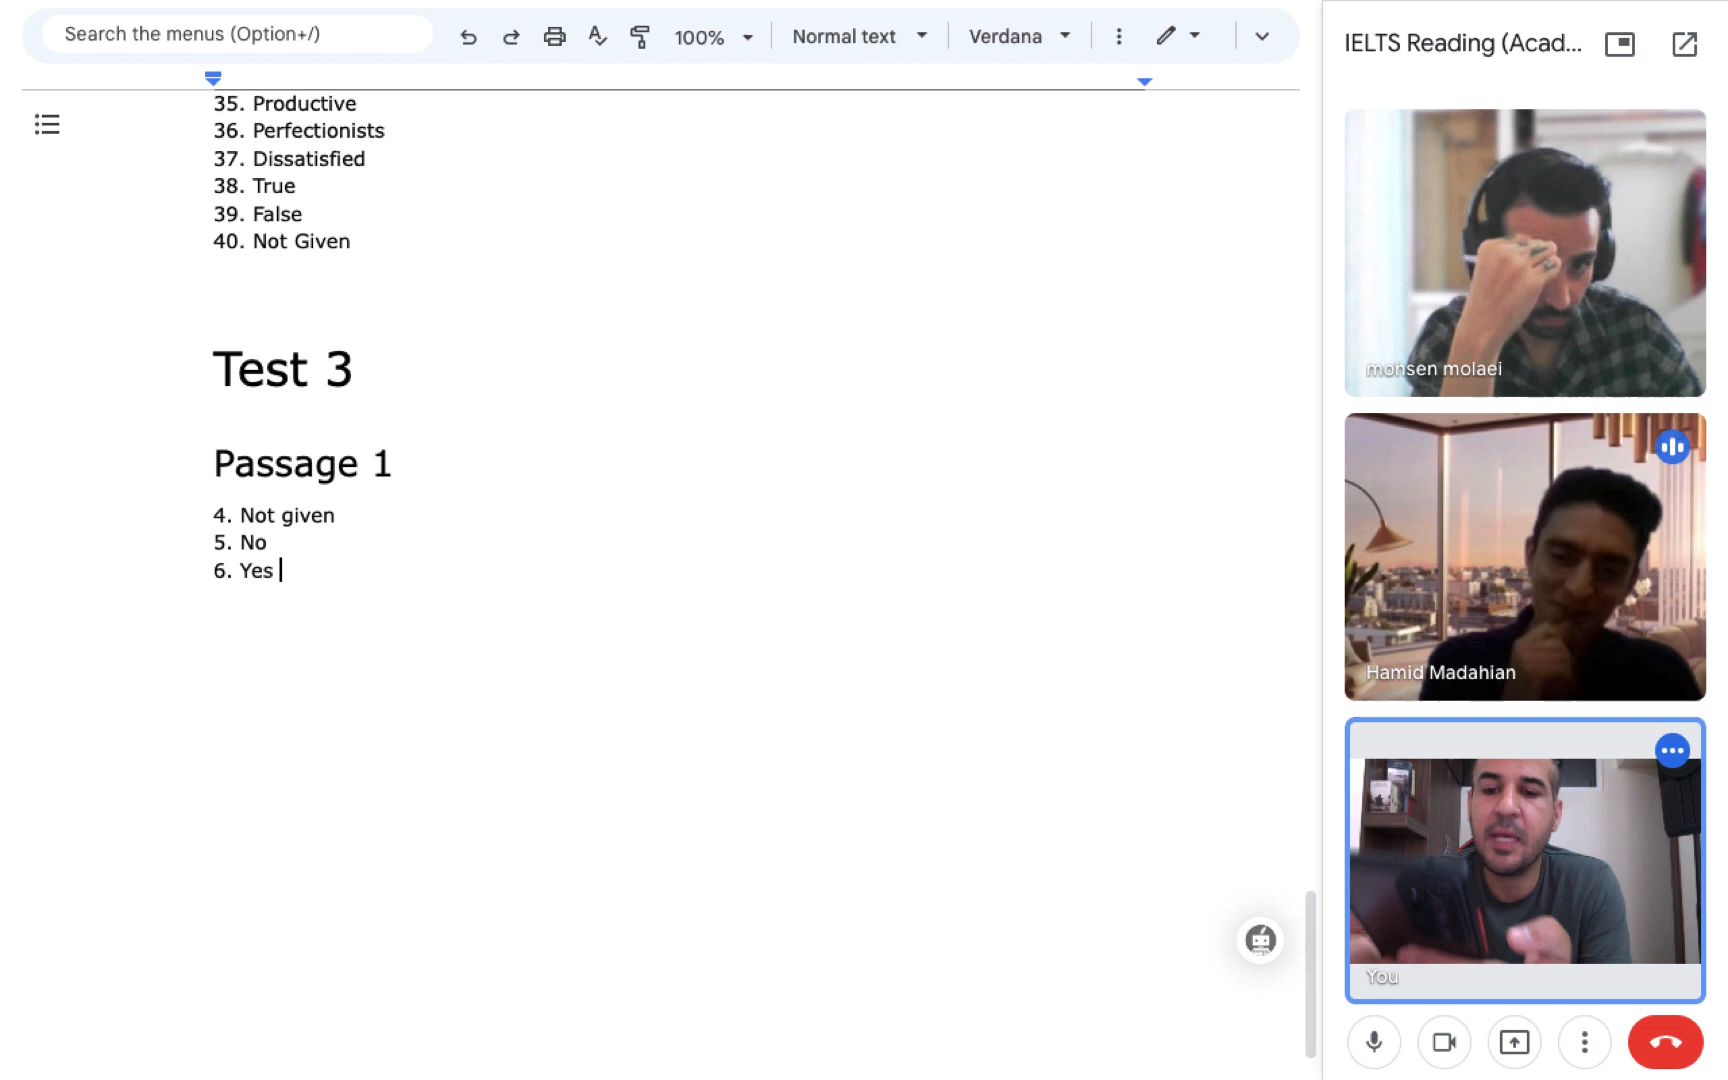 Search the menus (Option+/)
100%
Normal text
Verdana
35. Productive
36. Perfectionists
37. Dissatisfied
38. True
39. False
40. Not Given
Test 3
Passage 1
4. Not given
5. No
6. Yes
IELTS Reading (Acad...
mohsen molaei
Hamid Madahian
You